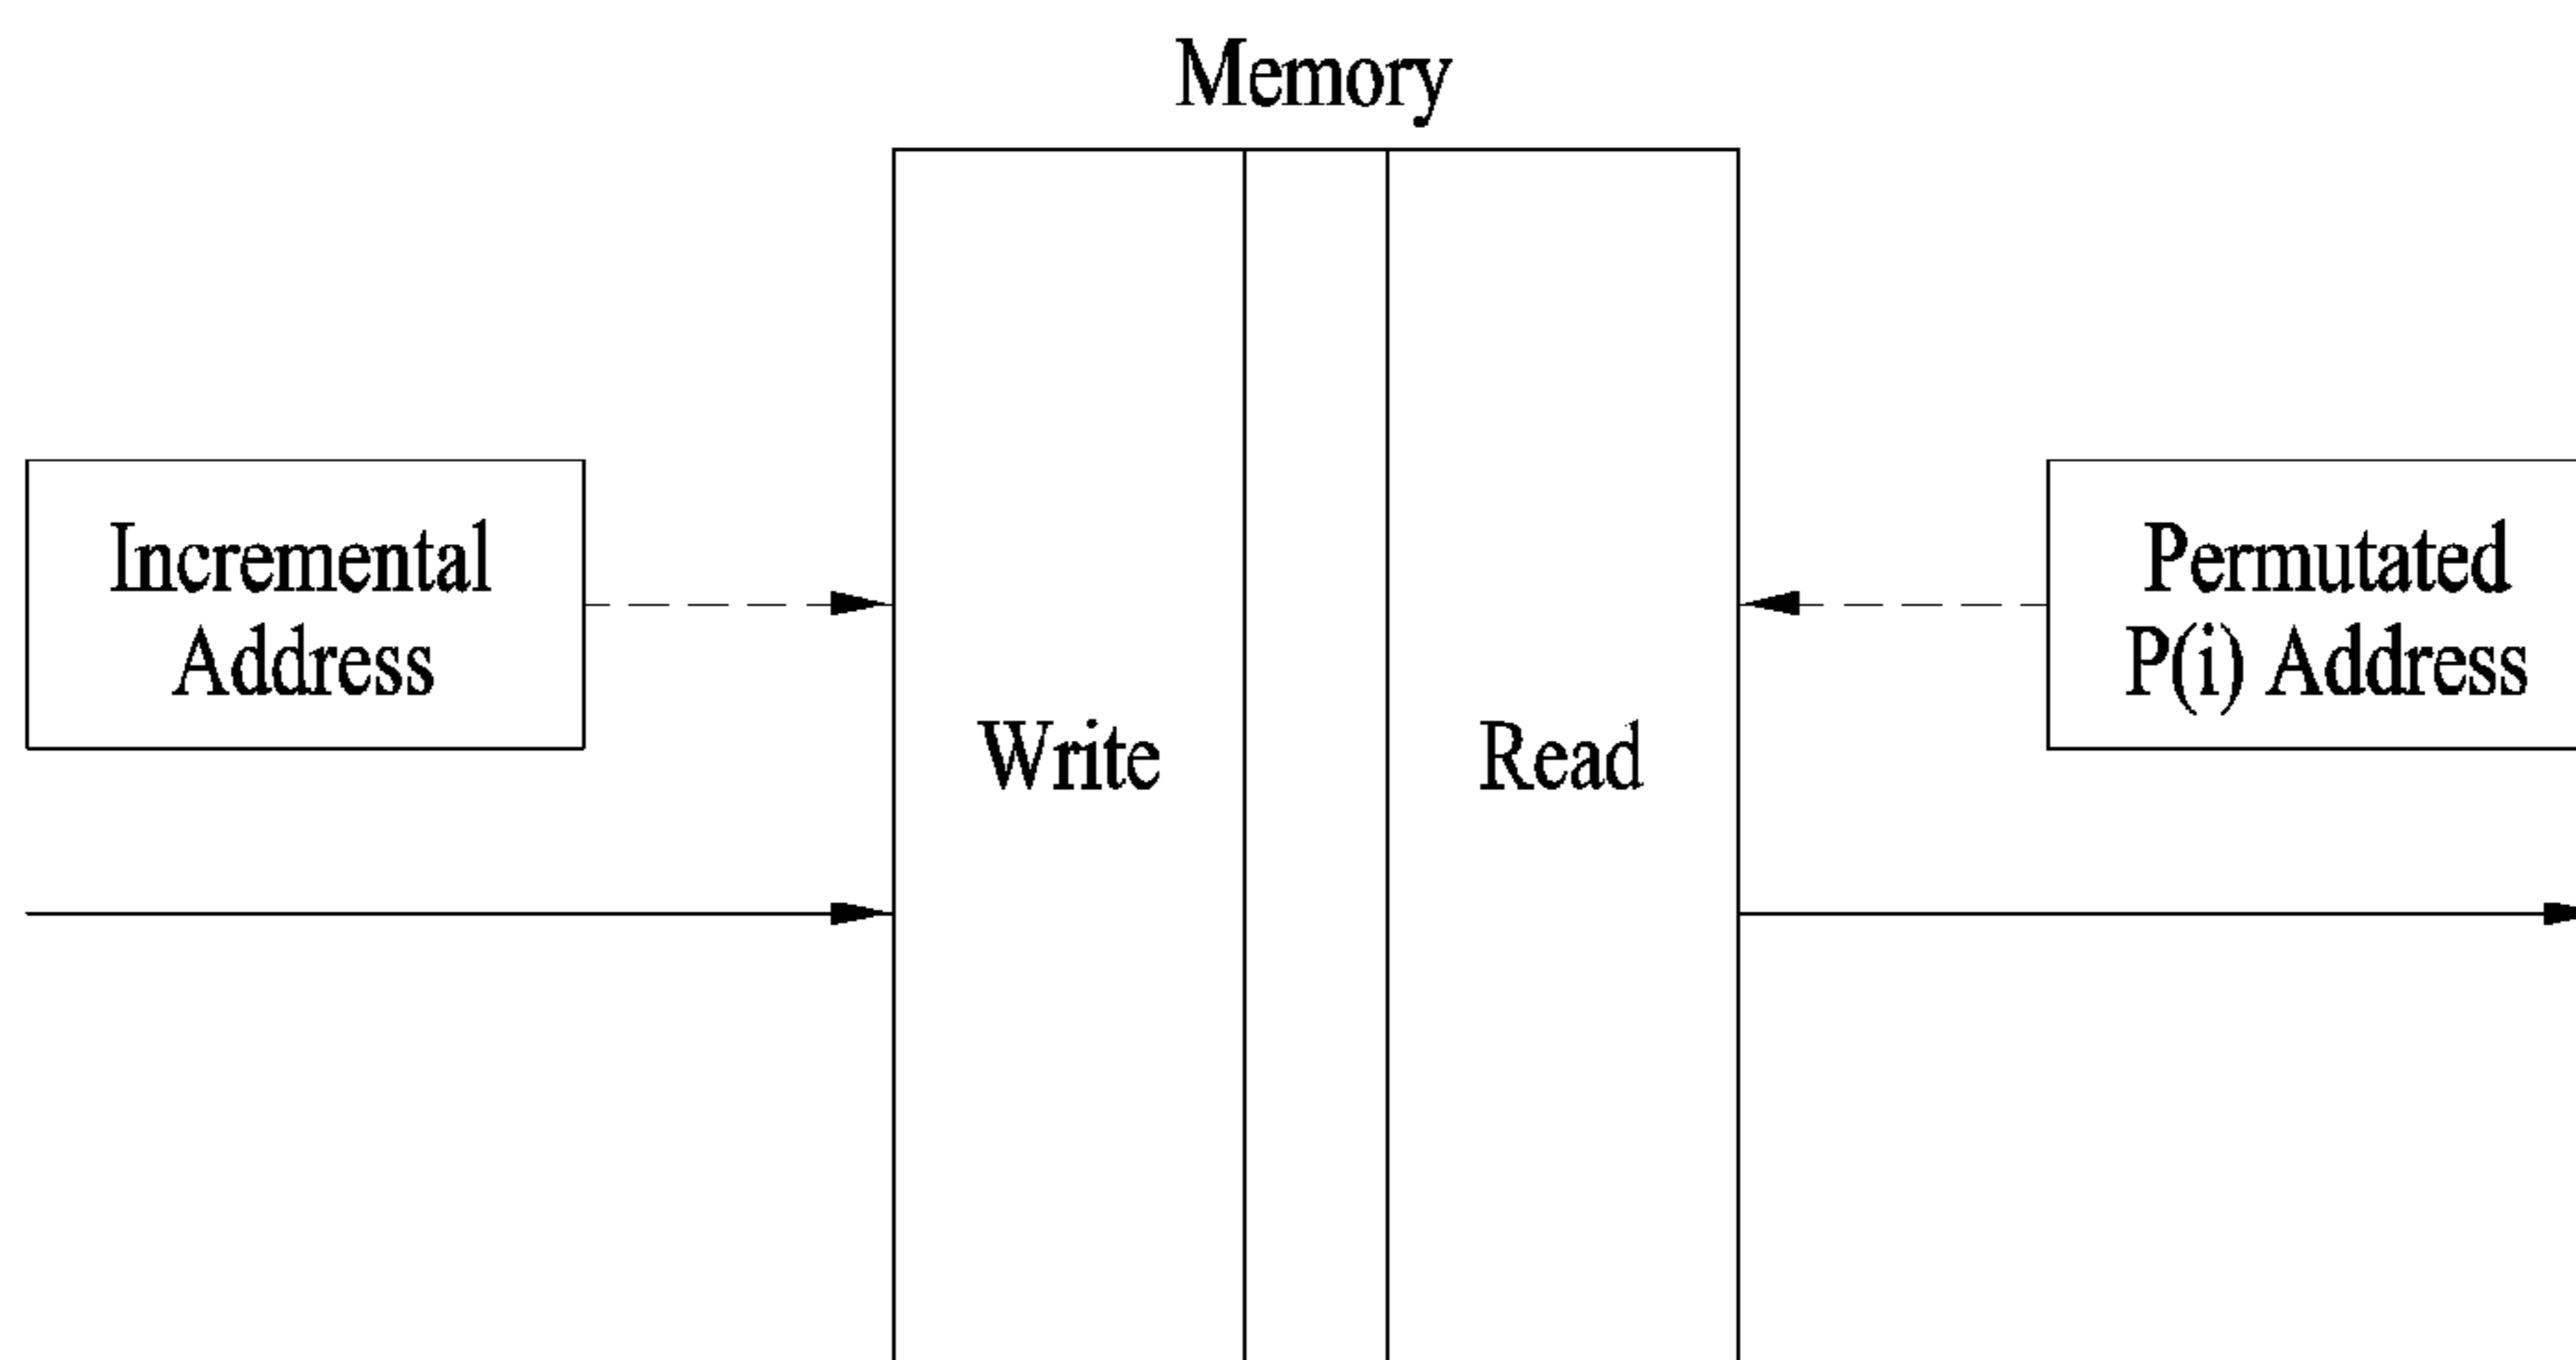 Memory
Incremental
Address
Write
Read
Permutated
P(i) Address